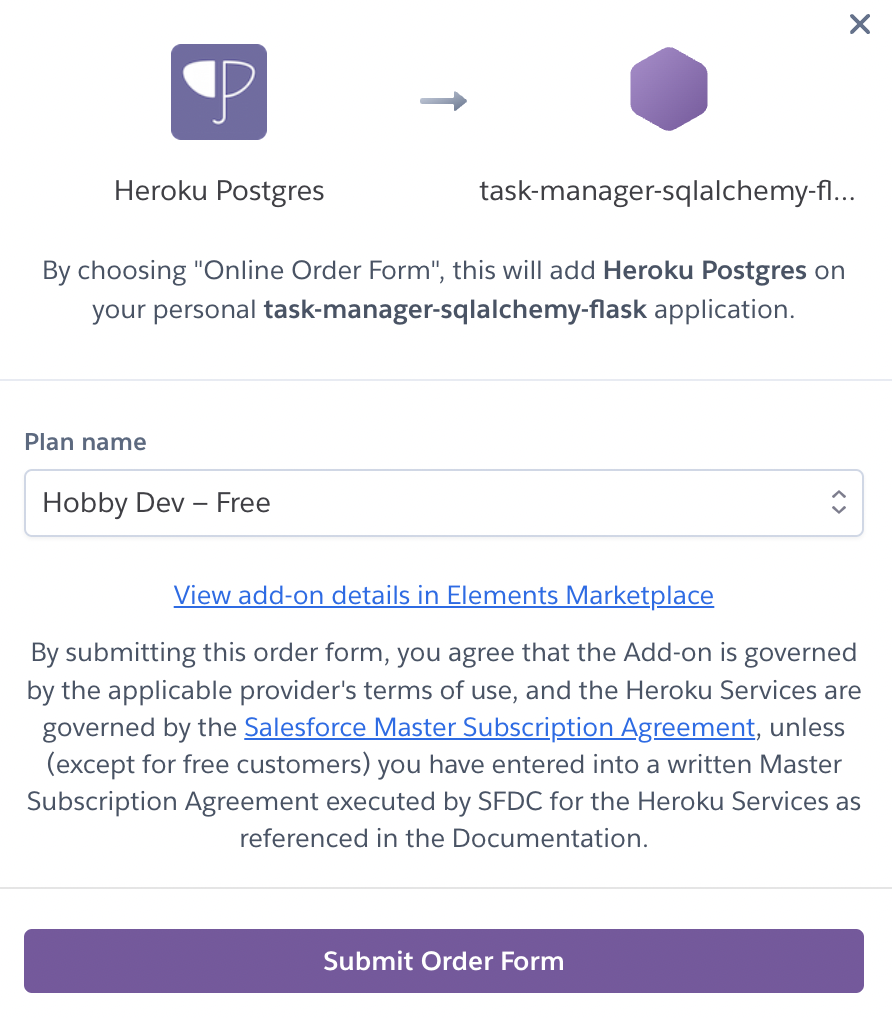 Heroku Postgres
task-manager-sqlalchemy-fl...
By choosing "Online Order Form", this will add Heroku Postgres on
your personal task-manager-sqlalchemy-flask application.
Plan name
Hobby Dev – Free
View add-on details in Elements Marketplace
By submitting this order form, you agree that the Add-on is governed
by the applicable provider's terms of use, and the Heroku Services are
governed by the Salesforce Master Subscription Agreement, unless
(except for free customers) you have entered into a written Master
Subscription Agreement executed by SFDC for the Heroku Services as
referenced in the Documentation.
Submit Order Form